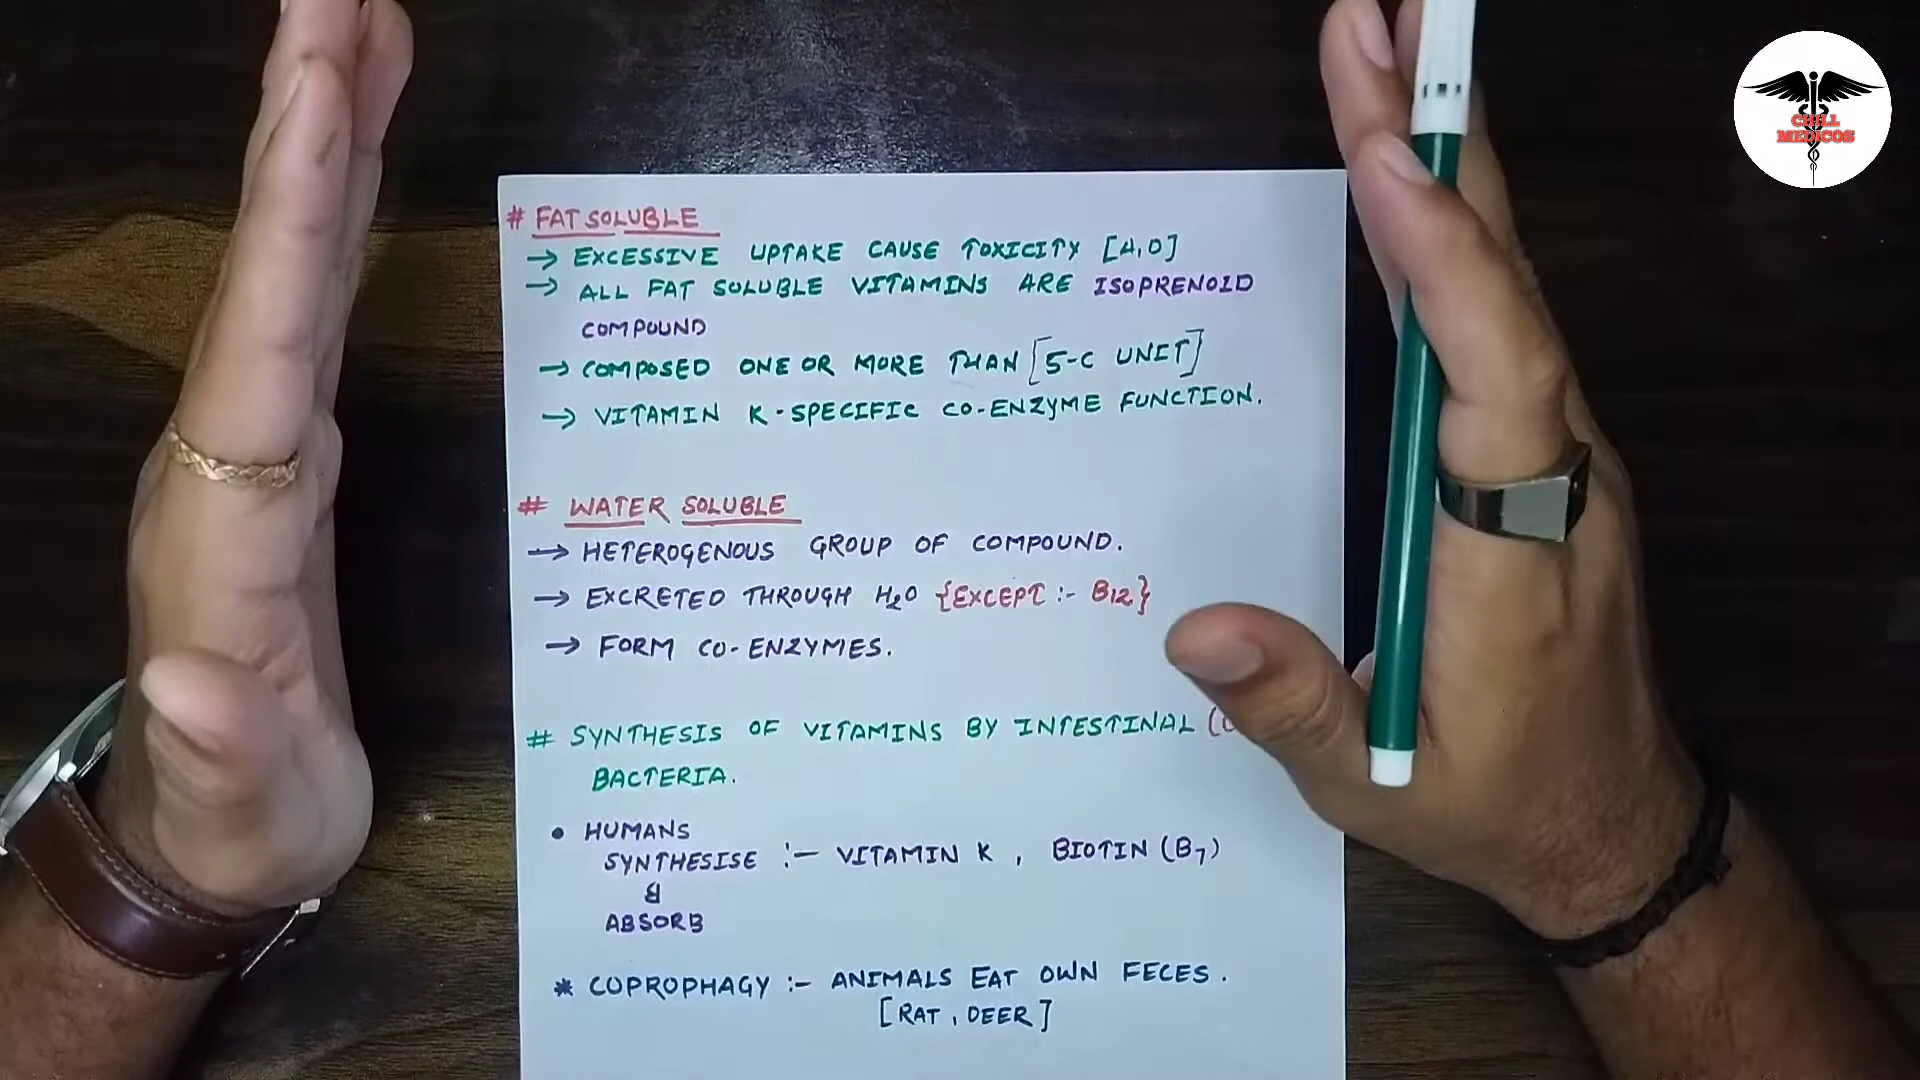 CHILL
MEDICOS
# FAT SOLUBLE
→ EXCESSIVE UPTAKE CAUSE TOXICITY [A,D]
→ ALL FAT SOLUBLE VITAMINS ARE ISOPRENOID
COMPOUND
→ COMPOSED ONE OR MORE THAN [5-C UNIT]
→ VITAMIN K-SPECIFIC CO-ENZYME FUNCTION.
# WATER SOLUBLE
→ HETEROGENOUS GROUP OF COMPOUND.
→ EXCRETED THROUGH H₂O {EXCEPT :- B12}
→ FORM CO-ENZYMES.
# SYNTHESIS OF VITAMINS BY INTESTINAL
BACTERIA.
• HUMANS
SYNTHESISE :- VITAMIN K, BIOTIN (B7)
&
ABSORB
* COPROPHAGY :- ANIMALS EAT OWN FECES.
[RAT, DEER]